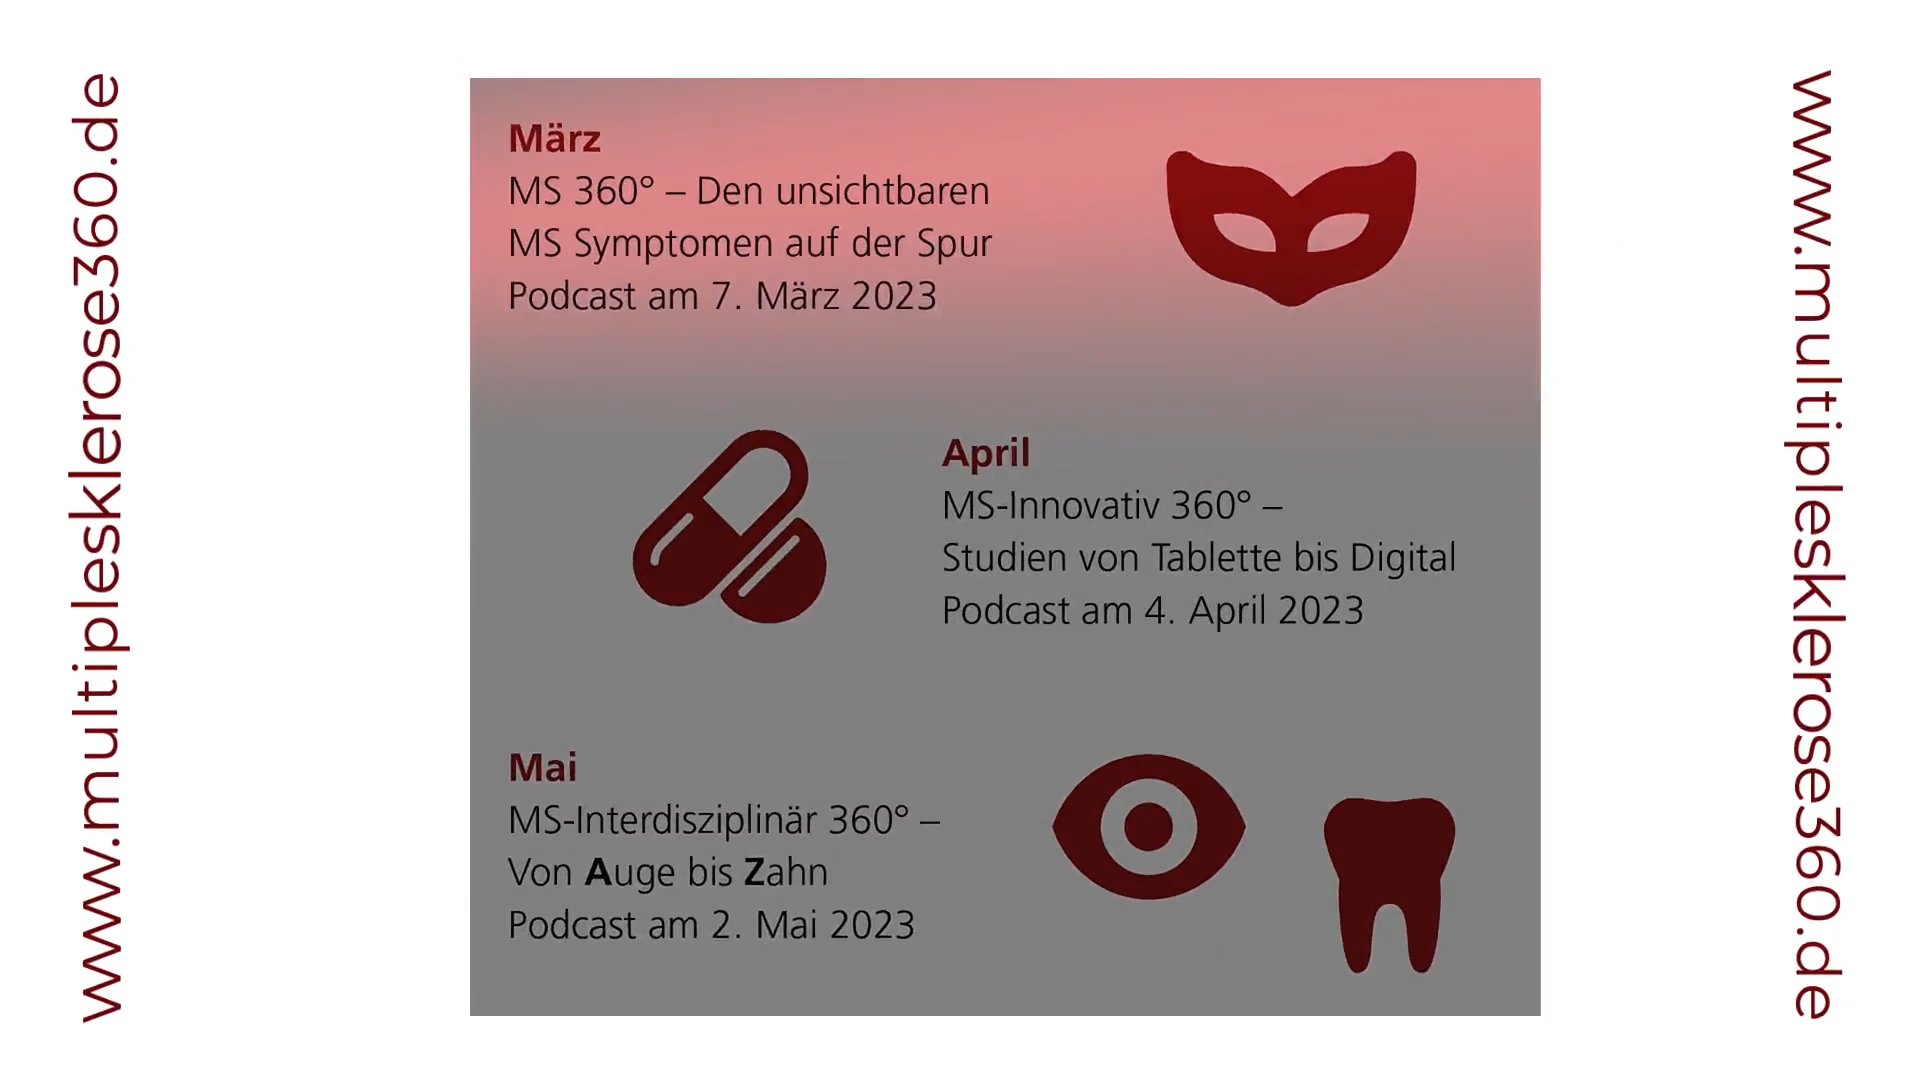 www.multiplesklerose360.de
März
MS 360° – Den unsichtbaren
MS Symptomen auf der Spur
Podcast am 7. März 2023
April
MS-Innovativ 360° –
Studien von Tablette bis Digital
Podcast am 4. April 2023
Mai
MS-Interdisziplinär 360° –
Von Auge bis Zahn
Podcast am 2. Mai 2023
www.multiplesklerose360.de